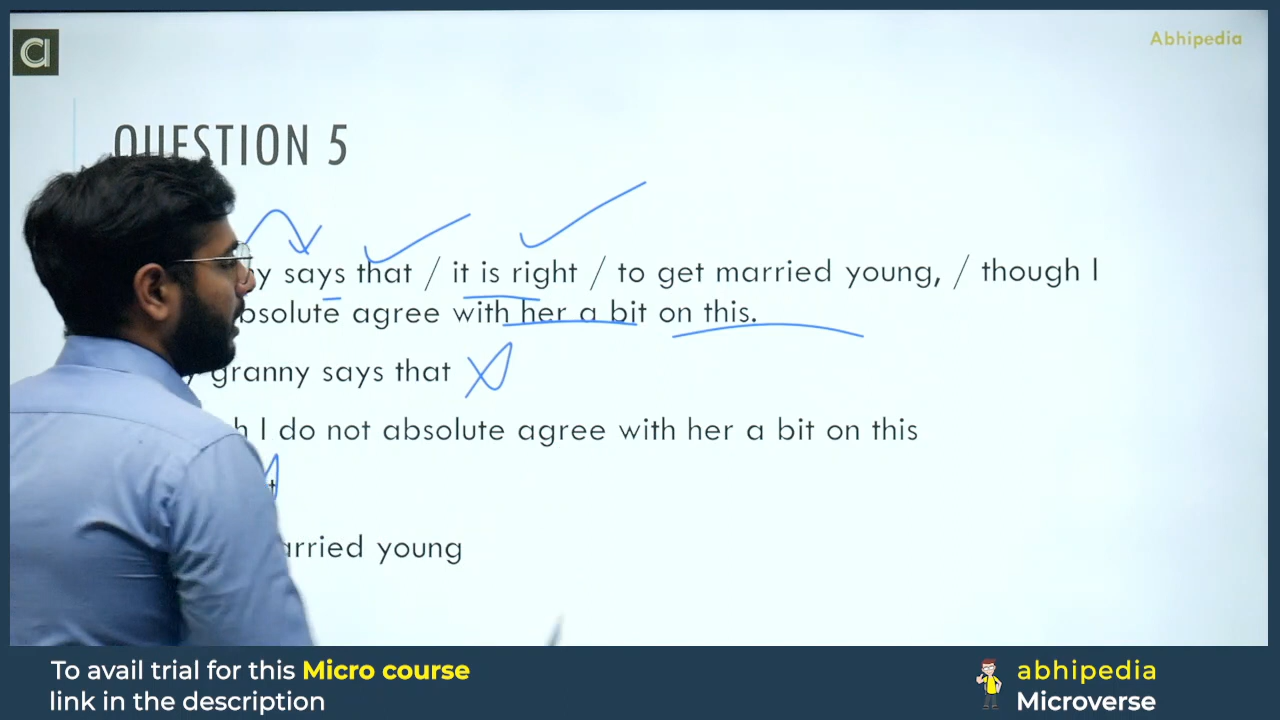 Abhipedia
QUESTION 5
says that / it is right / to get married young, / though I
agree with her a bit on this.
granny says that
I do not absolute agree with her a bit on this
young
To avail trial for this Micro course
link in the description
abhipedia
Microverse